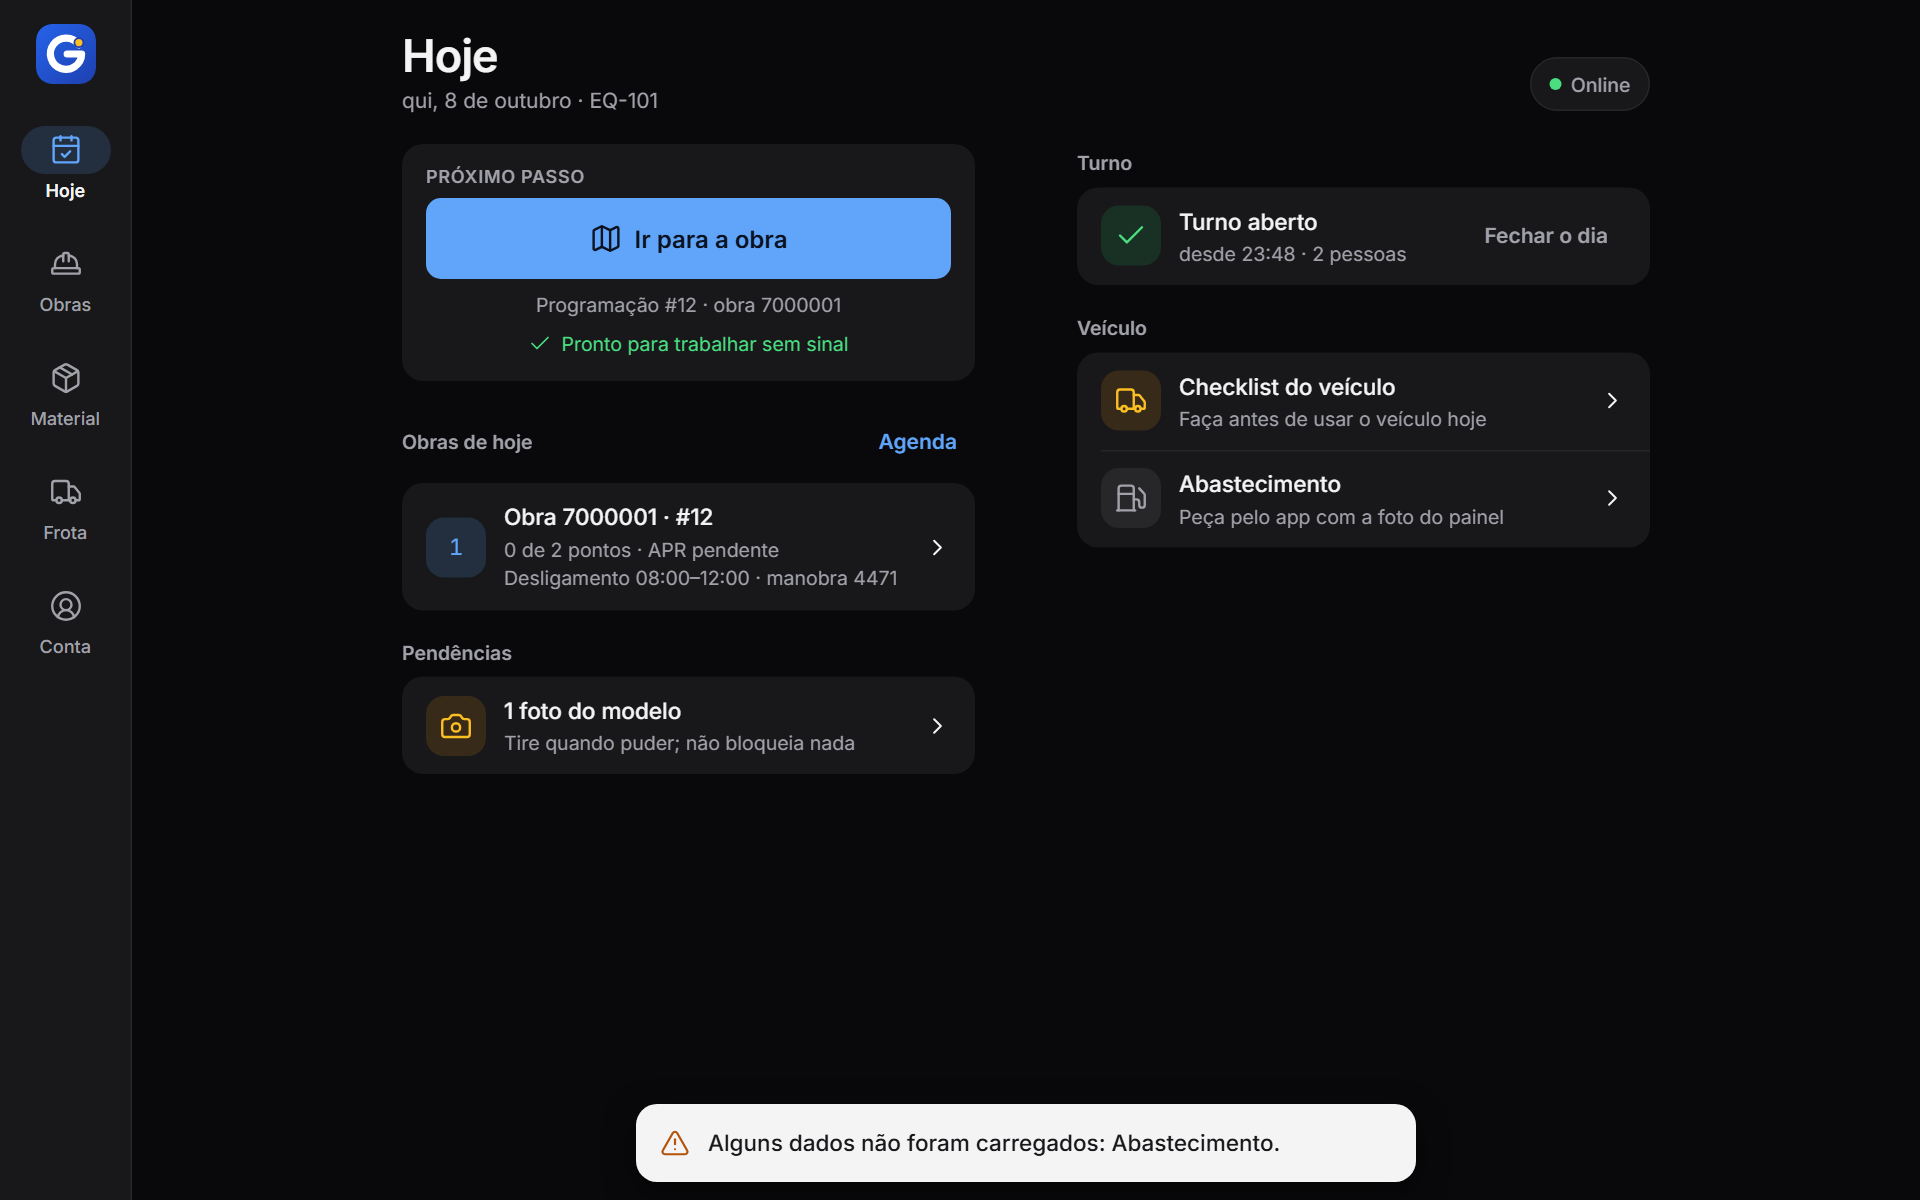 G
Hoje
Obras
Material
Frota
Conta
Hoje
qui, 8 de outubro · EQ-101
Online
PRÓXIMO PASSO
Ir para a obra
Programação #12 · obra 7000001
Pronto para trabalhar sem sinal
Obras de hoje
Agenda
1
Obra 7000001 · #12
0 de 2 pontos · APR pendente
Desligamento 08:00–12:00 · manobra 4471
Pendências
1 foto do modelo
Tire quando puder; não bloqueia nada
Turno
Turno aberto
desde 23:48 · 2 pessoas
Fechar o dia
Veículo
Checklist do veículo
Faça antes de usar o veículo hoje
Abastecimento
Peça pelo app com a foto do painel
Alguns dados não foram carregados: Abastecimento.